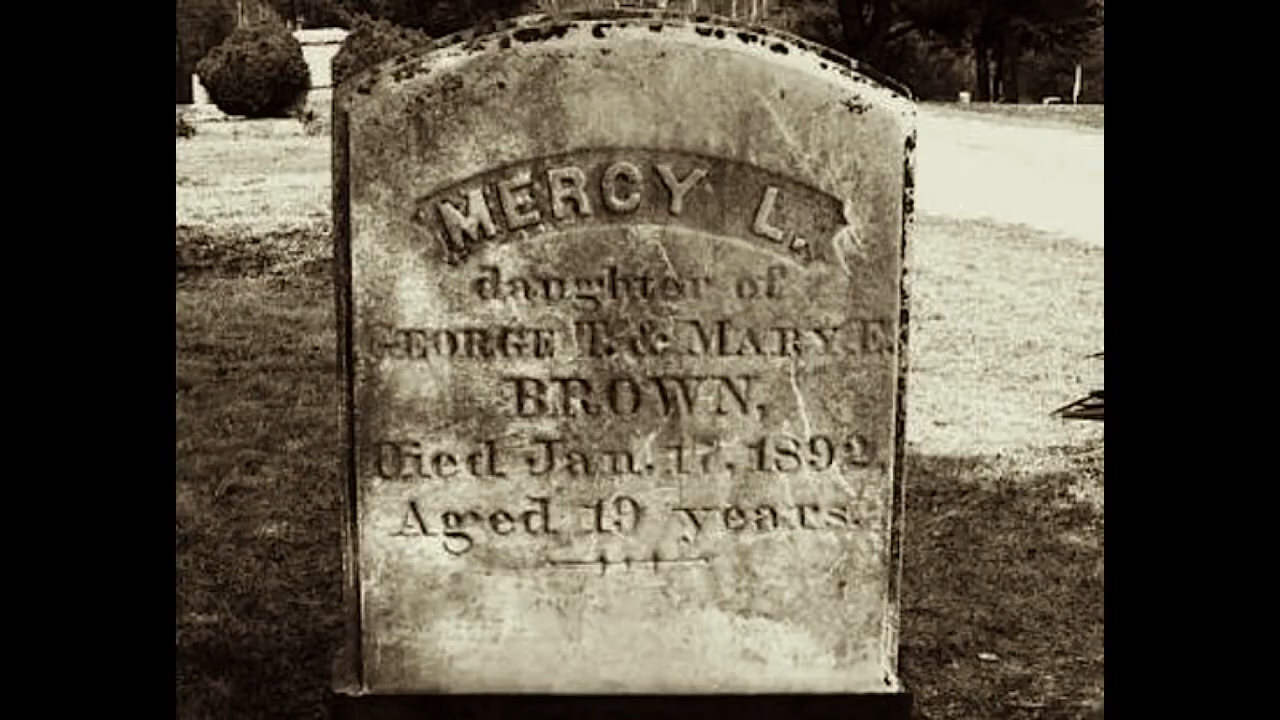 MERCY L.
daughter of
GEORGE T. & MARY E.
BROWN,
Died Jan. 17, 1892,
Aged 19 years.